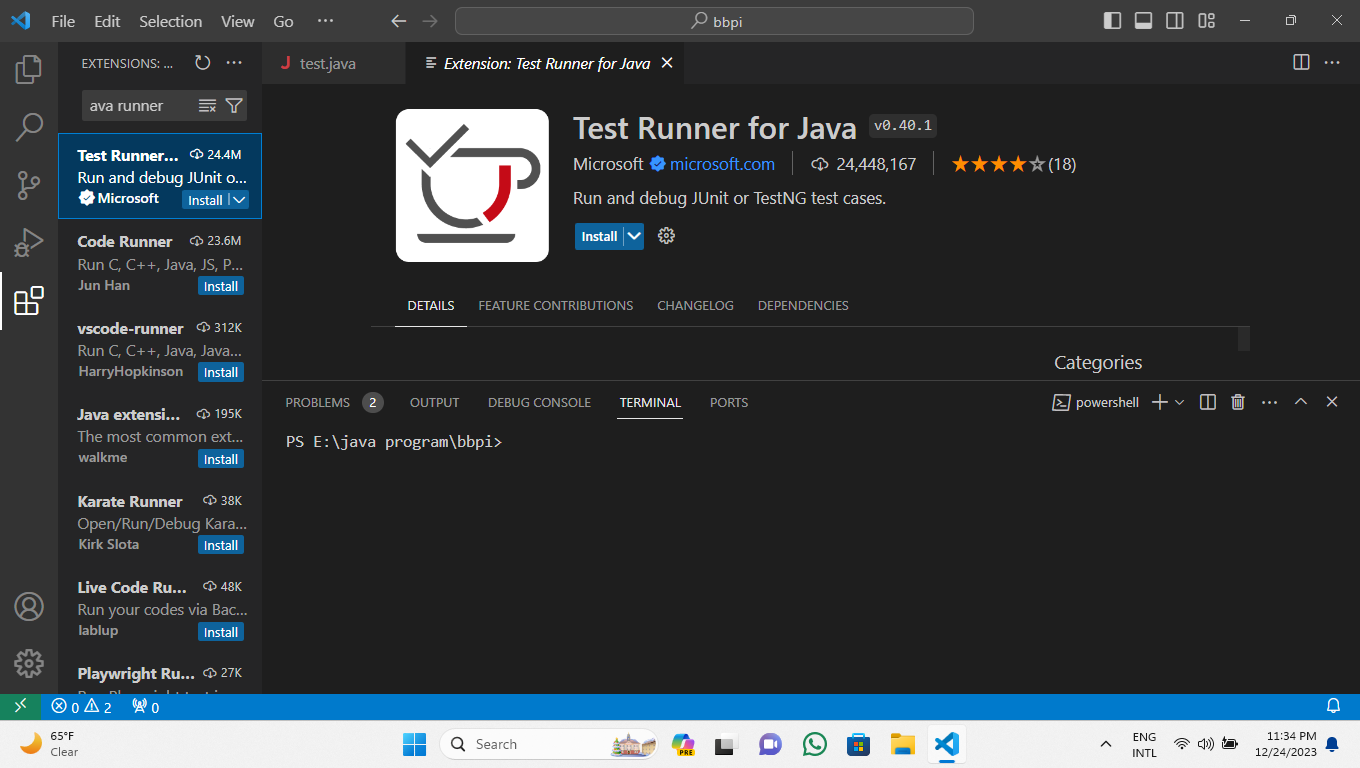 File Edit Selection View Go ··· bbpi
EXTENSIONS: ... ···
test.java Extension: Test Runner for Java
ava runner
Test Runner... 24.4M
Run and debug JUnit o...
Microsoft Install
Code Runner 23.6M
Run C, C++, Java, JS, P...
Jun Han Install
vscode-runner 312K
Run C, C++, Java, Java...
HarryHopkinson Install
Java extensi... 195K
The most common ext...
walkme Install
Karate Runner 38K
Open/Run/Debug Kara...
Kirk Slota Install
Live Code Ru... 48K
Run your codes via Bac...
lablup Install
Playwright Ru... 27K
Test Runner for Java v0.40.1
Microsoft microsoft.com 24,448,167 (18)
Run and debug JUnit or TestNG test cases.
Install
DETAILS FEATURE CONTRIBUTIONS CHANGELOG DEPENDENCIES
Categories
PROBLEMS 2 OUTPUT DEBUG CONSOLE TERMINAL PORTS powershell
PS E:\java program\bbpi>
0 2 0
65°F
Clear
Search
PRE
ENG
INTL
11:34 PM
12/24/2023